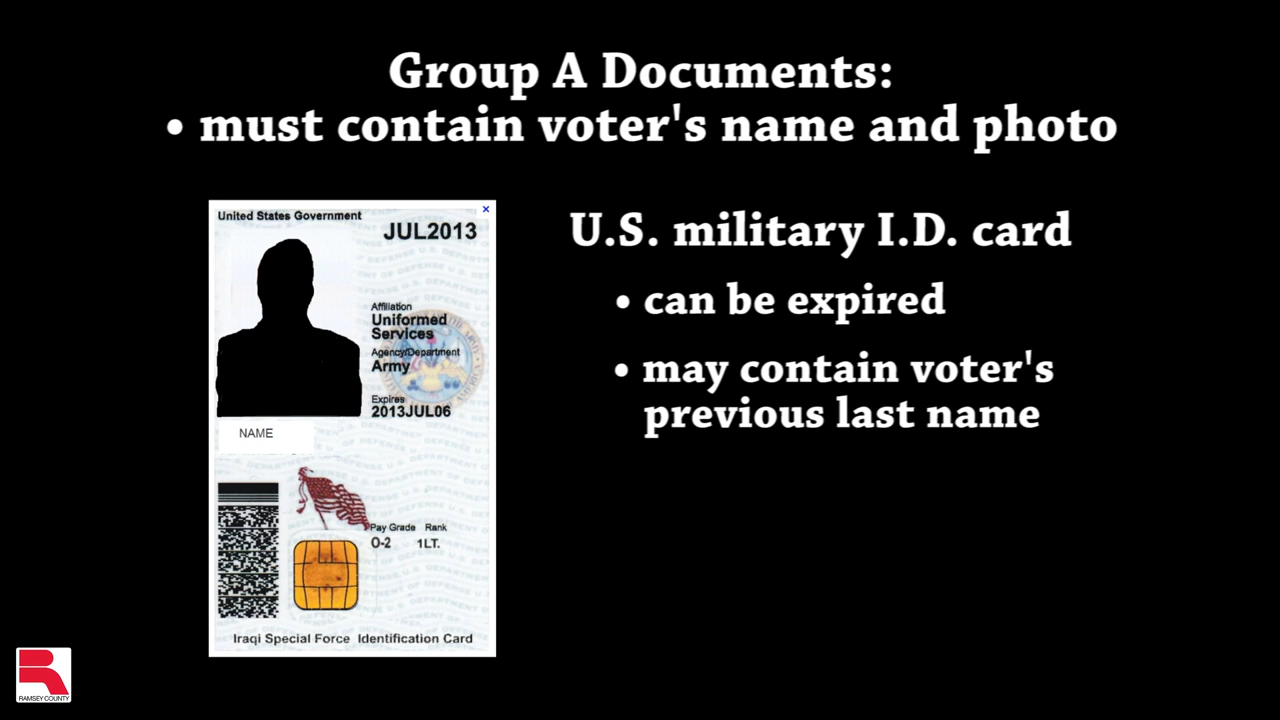 Group A Documents:
• must contain voter's name and photo
United States Government
JUL2013
Affiliation
Uniformed
Services
Agency/Department
Army
Expires
2013JUL06
NAME
Pay Grade Rank
O-2 1LT.
Iraqi Special Force Identification Card
U.S. military I.D. card
• can be expired
• may contain voter's
previous last name
RAMSEY COUNTY